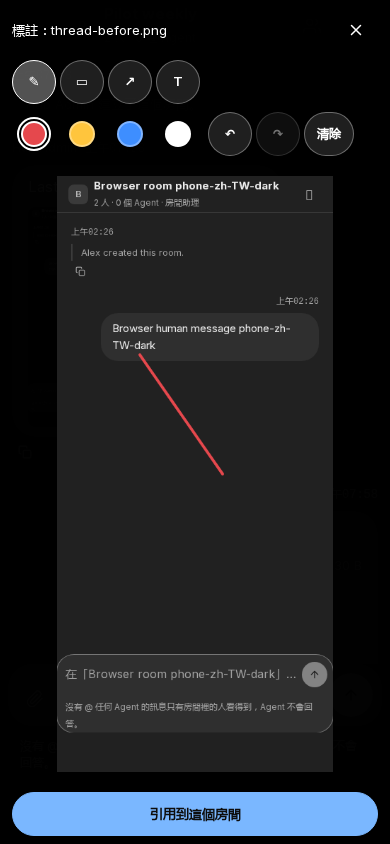 標註：thread-before.png
T
清除
B
Browser room phone-zh-TW-dark
2 人 · 0 個 Agent · 房間助理
上午02:26
Alex created this room.
上午02:26
Browser human message phone-zh-
TW-dark
在「Browser room phone-zh-TW-dark」…
沒有 @ 任何 Agent 的訊息只有房間裡的人看得到，Agent 不會回
答。
引用到這個房間